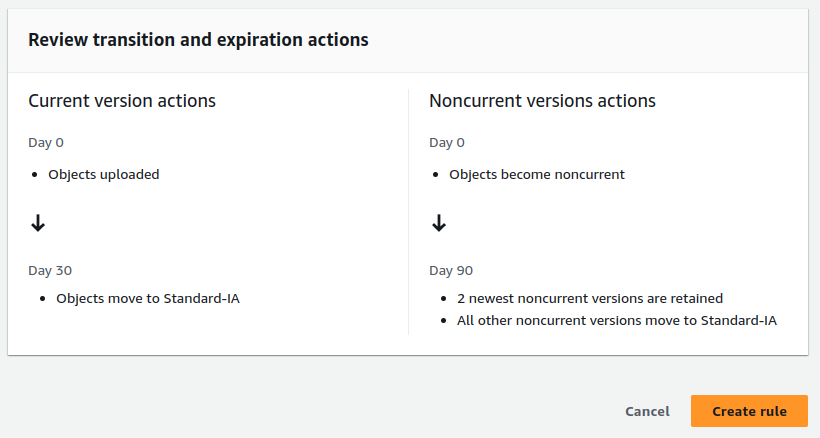 Review transition and expiration actions
Current version actions
Day 0
• Objects uploaded
↓
Day 30
• Objects move to Standard-IA
Noncurrent versions actions
Day 0
• Objects become noncurrent
↓
Day 90
• 2 newest noncurrent versions are retained
• All other noncurrent versions move to Standard-IA
Cancel
Create rule